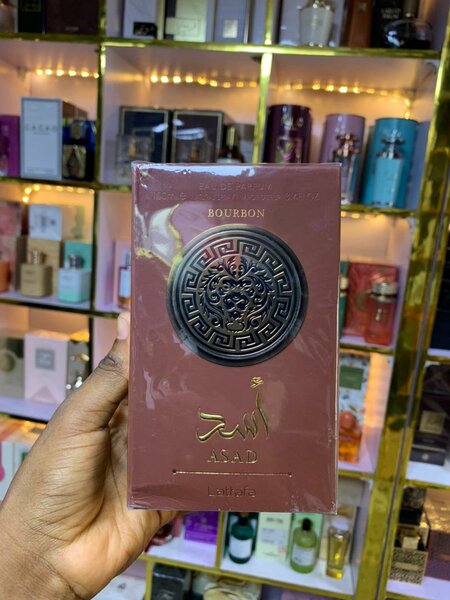 EAU DE PARFUM
BOURBON
أسد
ASAD
Lattafa